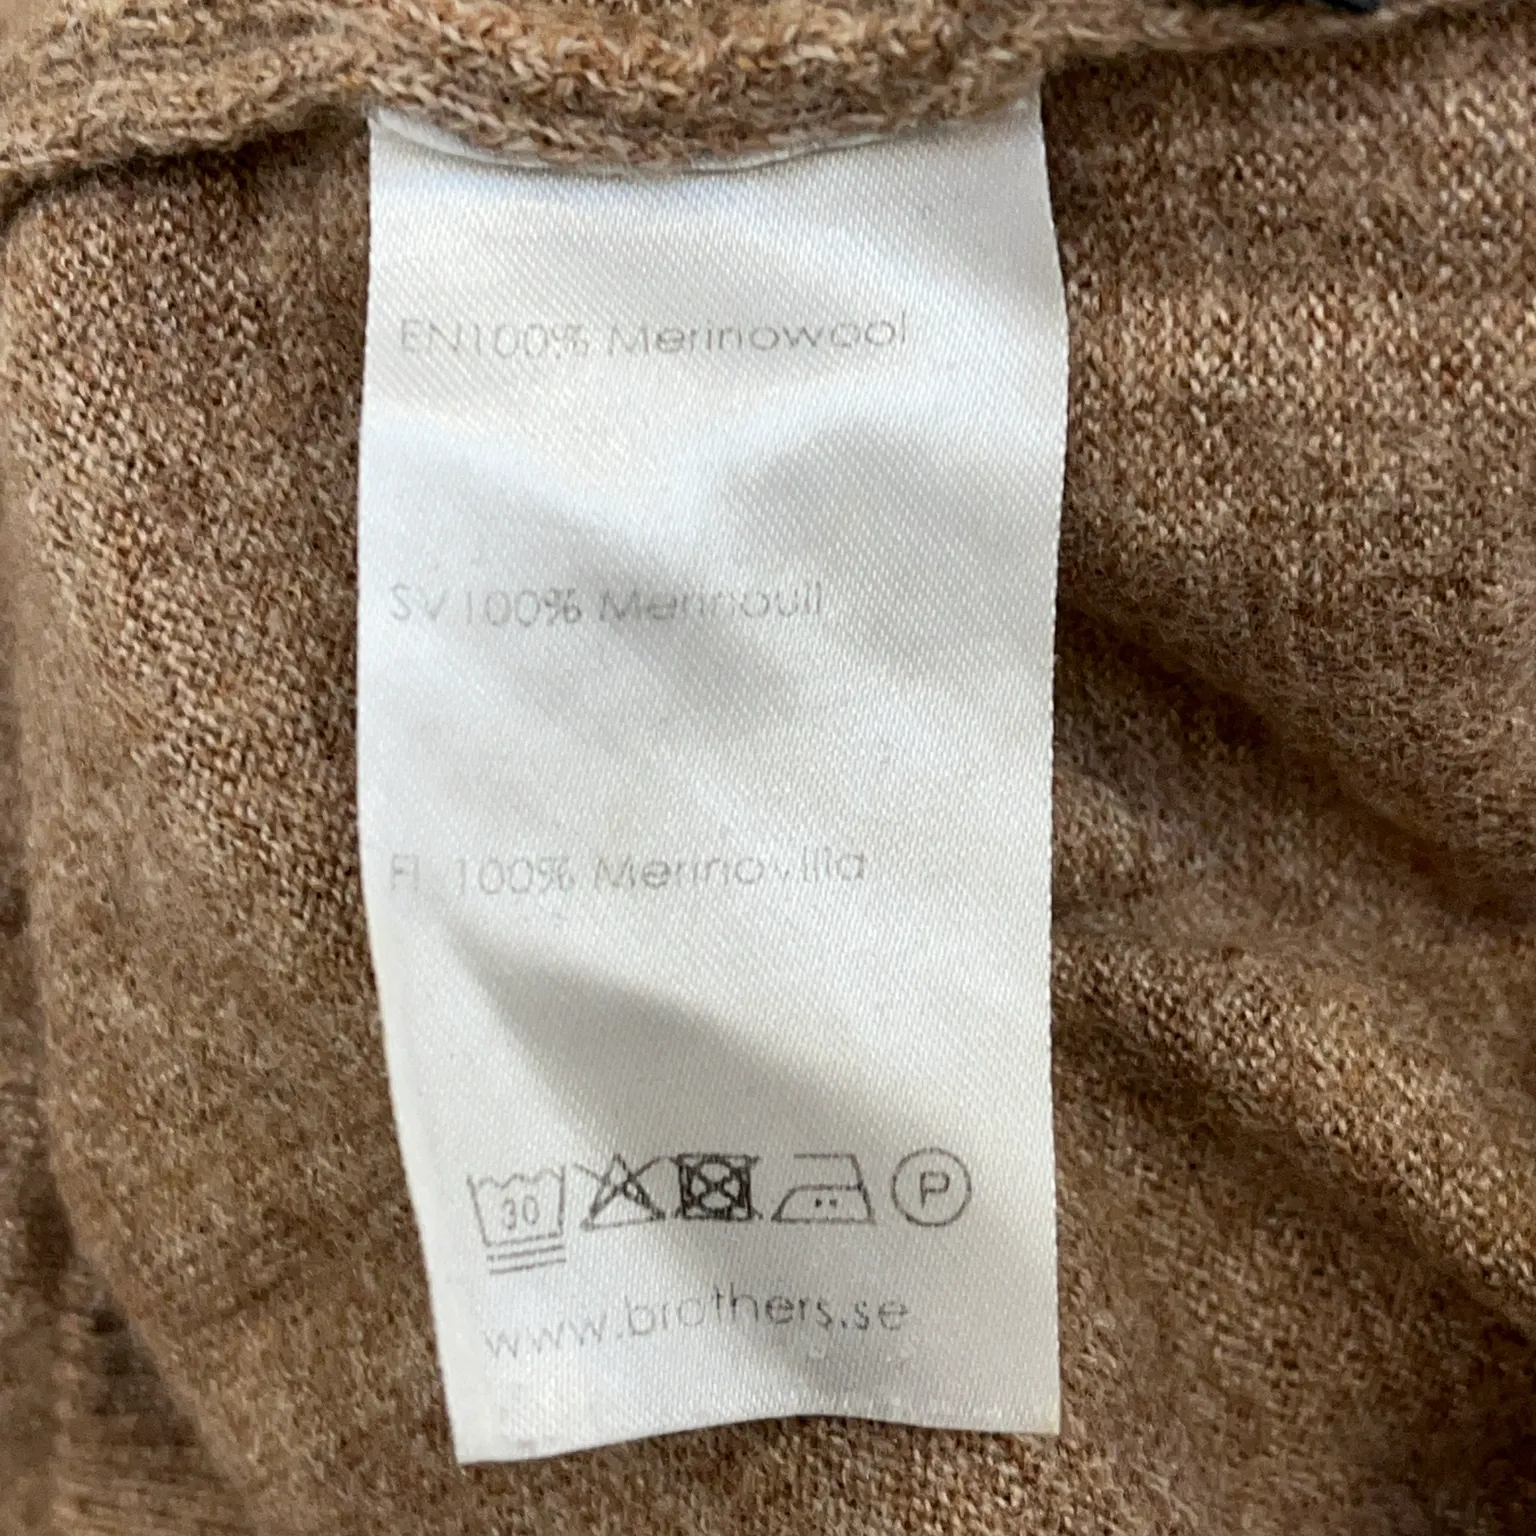 EN100% Merinowool
SV100% Merinoull
FI 100% Merinovilla
30 P
www.brothers.se